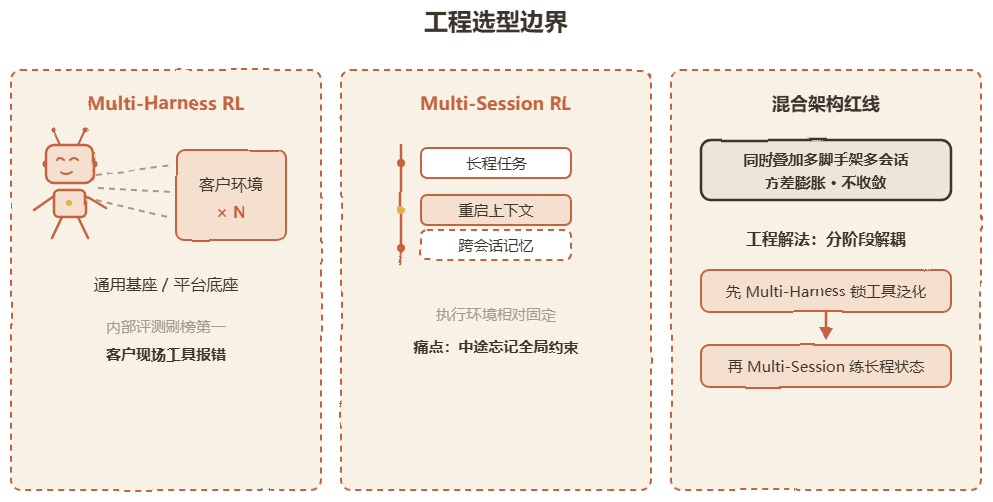 工程选型边界
Multi-Harness RL
客户环境
× N
通用基座 / 平台底座
内部评测刷榜第一
客户现场工具报错
Multi-Session RL
长程任务
重启上下文
跨会话记忆
执行环境相对固定
痛点：中途忘记全局约束
混合架构红线
同时叠加多脚手架多会话
方差膨胀·不收敛
工程解法：分阶段解耦
先 Multi-Harness 锁工具泛化
再 Multi-Session 练长程状态